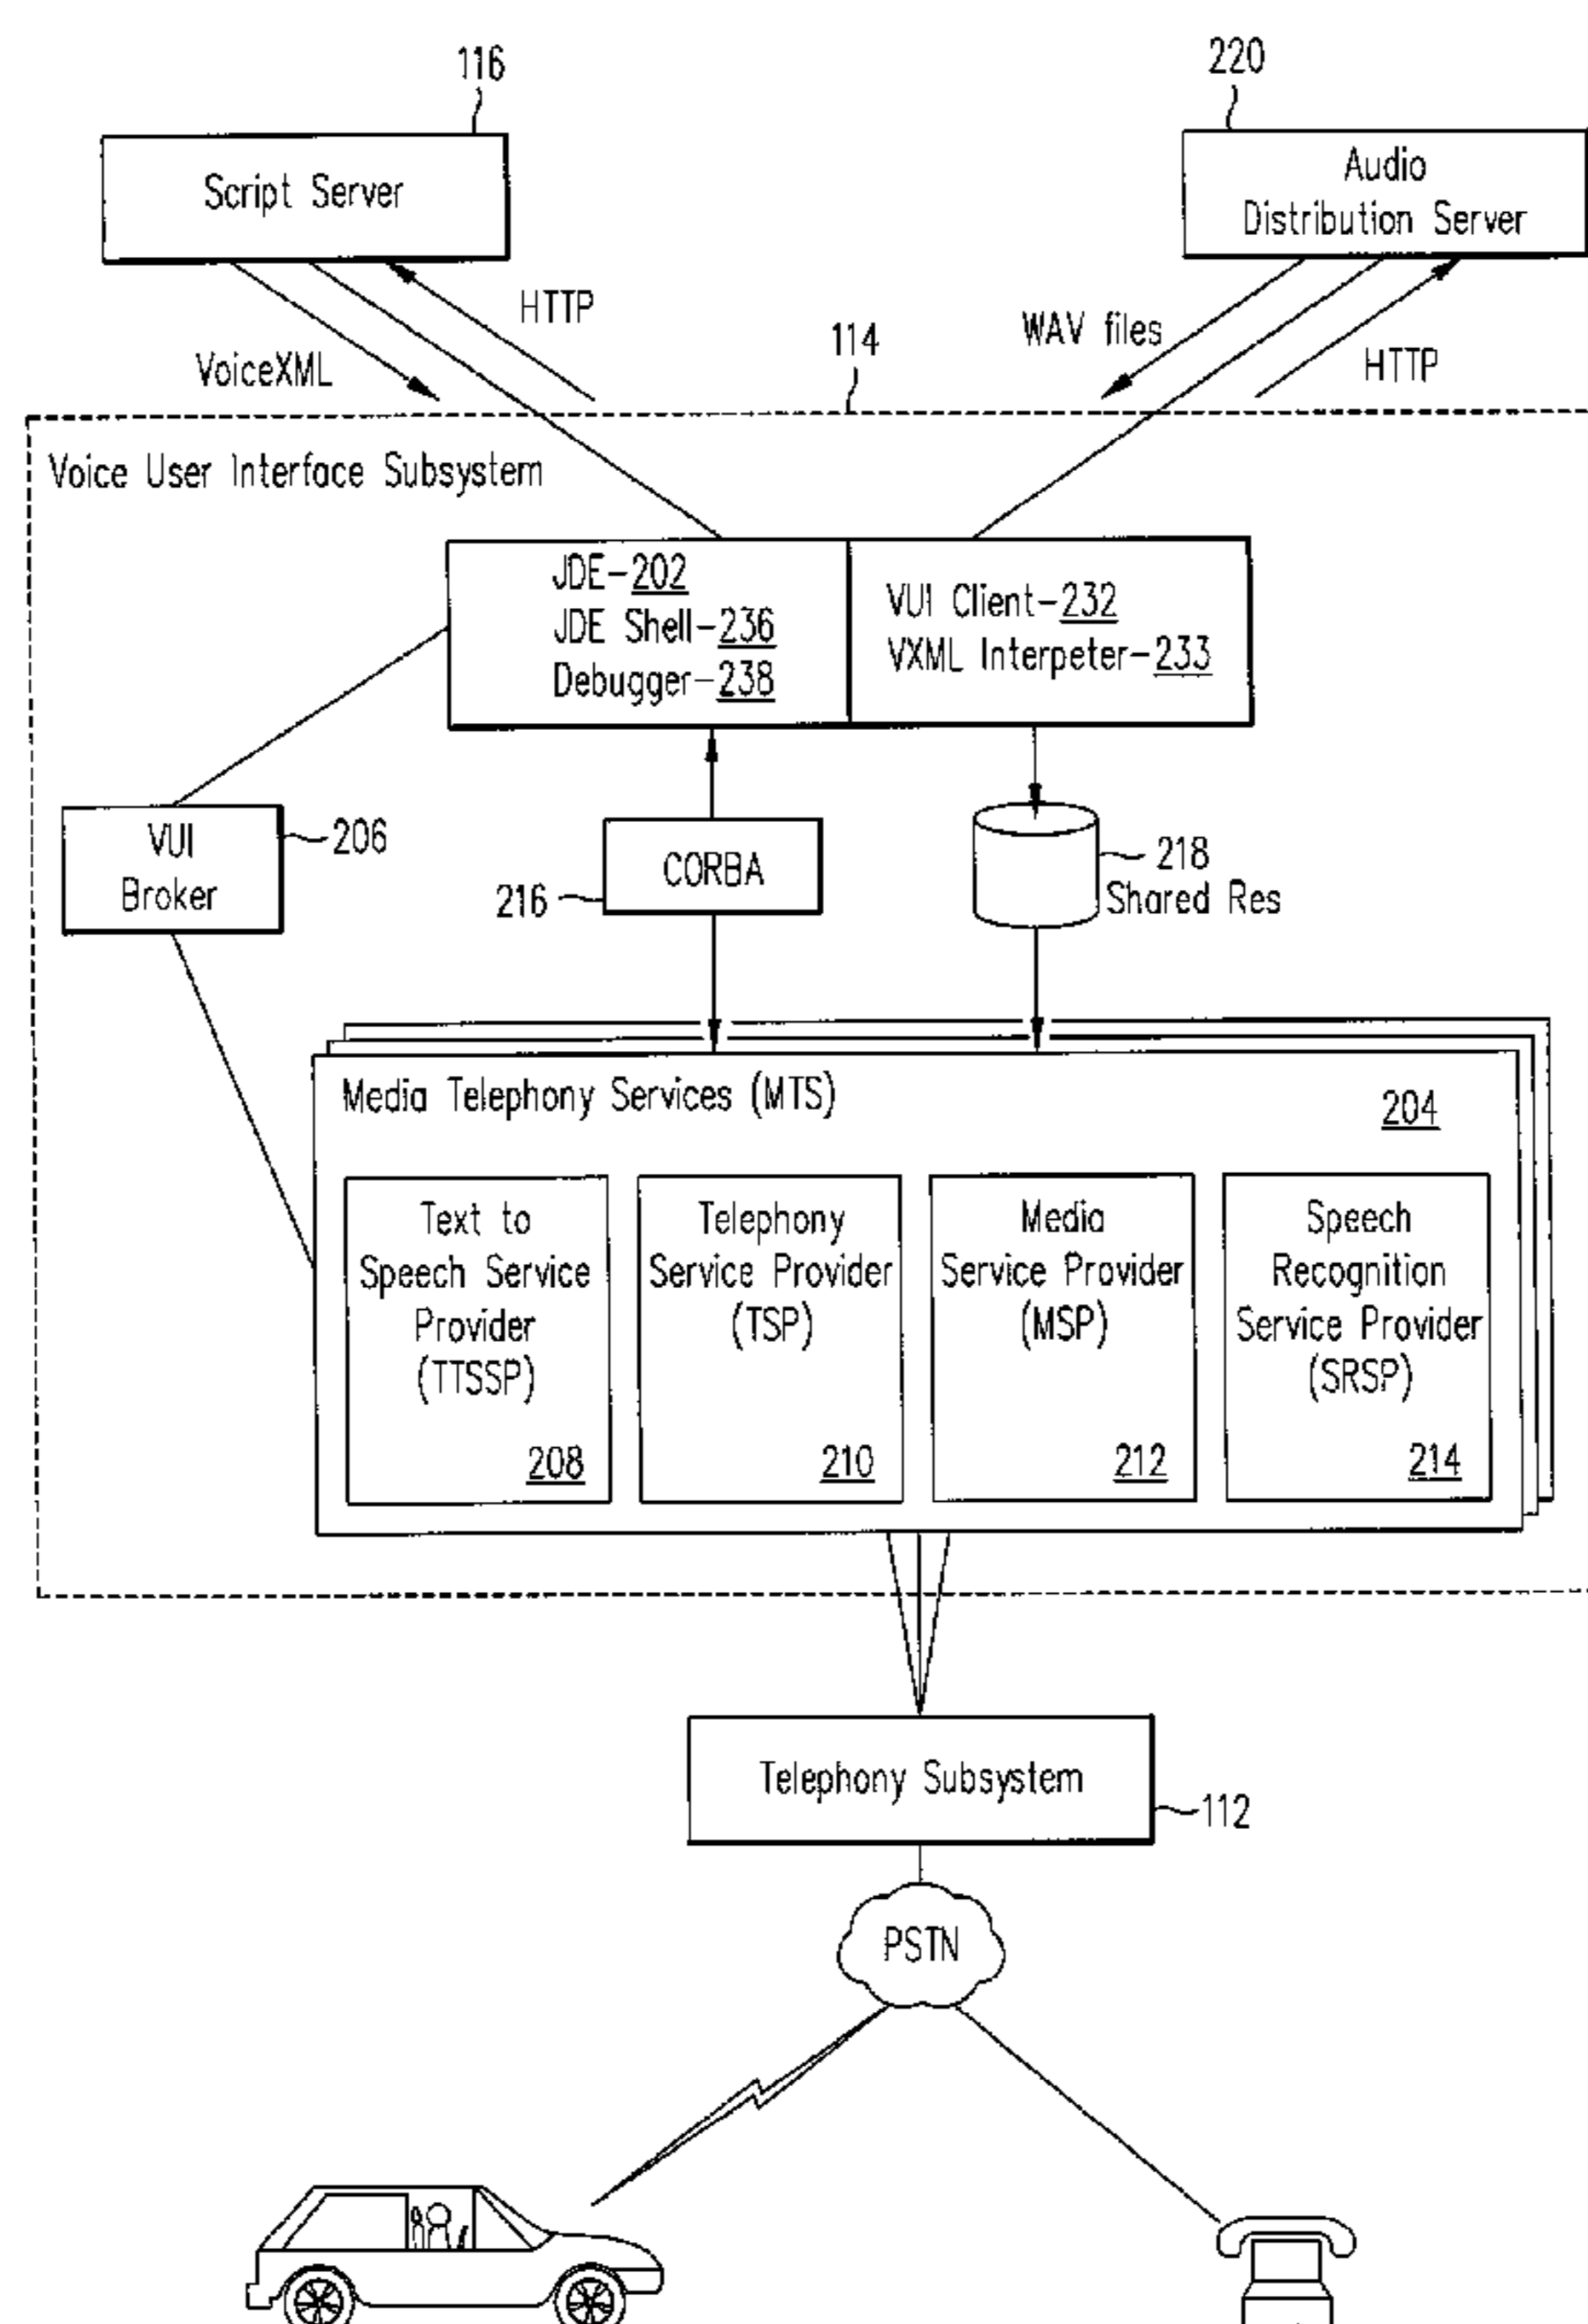 116
220
Script Server
Audio
Distribution Server
HTTP
VoiceXML
114
WAV files
HTTP
Voice User Interface Subsystem
JDE-202
JDE Shell-236
Debugger-238
VUI Client-232
VXML Interpeter-233
VUI
Broker
206
CORBA
216
218
Shared Res
Media Telephony Services (MTS)
204
Text to
Speech Service
Provider
(TTSSP)
208
Telephony
Service Provider
(TSP)
210
Media
Service Provider
(MSP)
212
Speech
Recognition
Service Provider
(SRSP)
214
Telephony Subsystem
112
PSTN